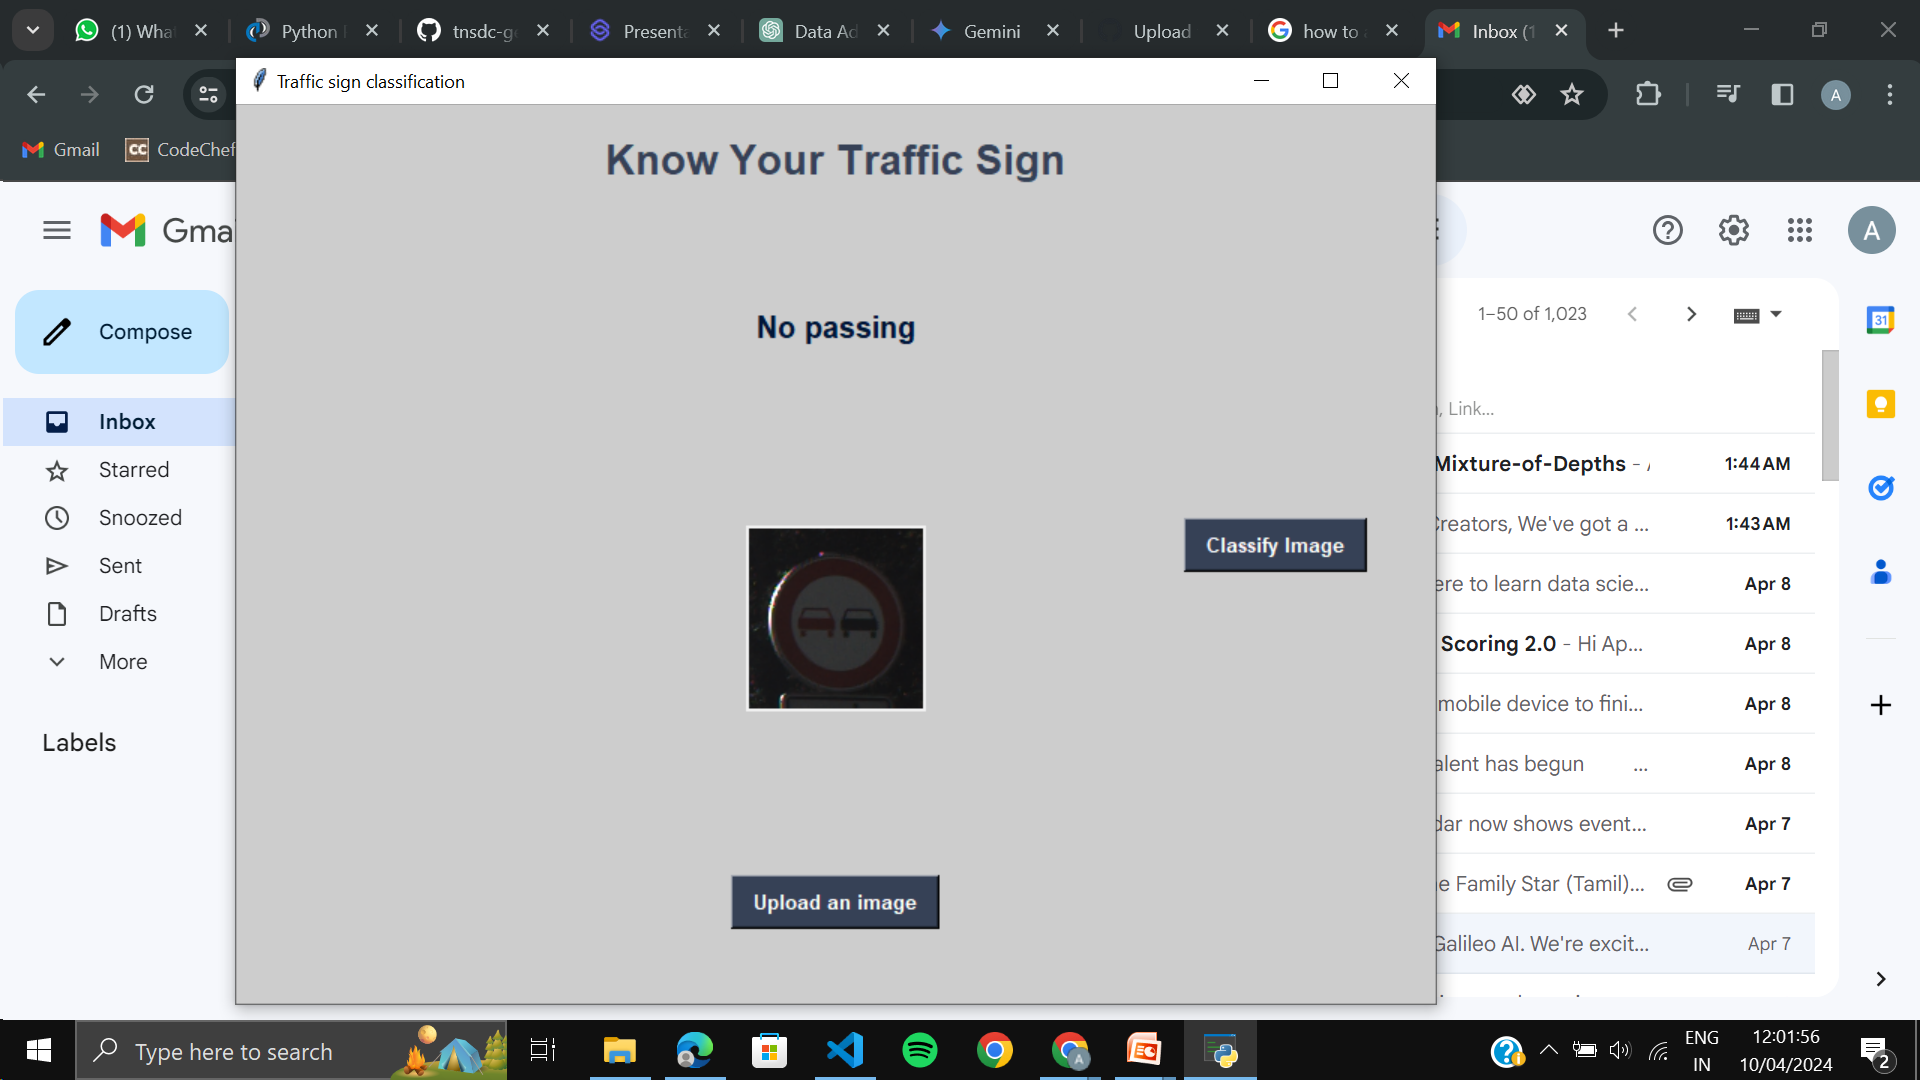 (1) Wha
Python
tnsdc-g
Presenta
Data Ad
Gemini
Upload
how to
Inbox (1
Traffic sign classification
A
Gmail
CC CodeChef
Know Your Traffic Sign
Gma
A
No passing
Compose
1–50 of 1,023
31
Inbox
, Link...
Starred
Mixture-of-Depths -
1:44 AM
Snoozed
Creators, We've got a ...
1:43 AM
Classify Image
Sent
ere to learn data scie...
Apr 8
Drafts
Scoring 2.0 - Hi Ap...
Apr 8
More
mobile device to fini...
Apr 8
Labels
alent has begun ...
Apr 8
dar now shows event...
Apr 7
e Family Star (Tamil)...
Apr 7
Upload an image
Galileo AI. We're excit...
Apr 7
Type here to search
A
ENG
IN
12:01:56
10/04/2024
2